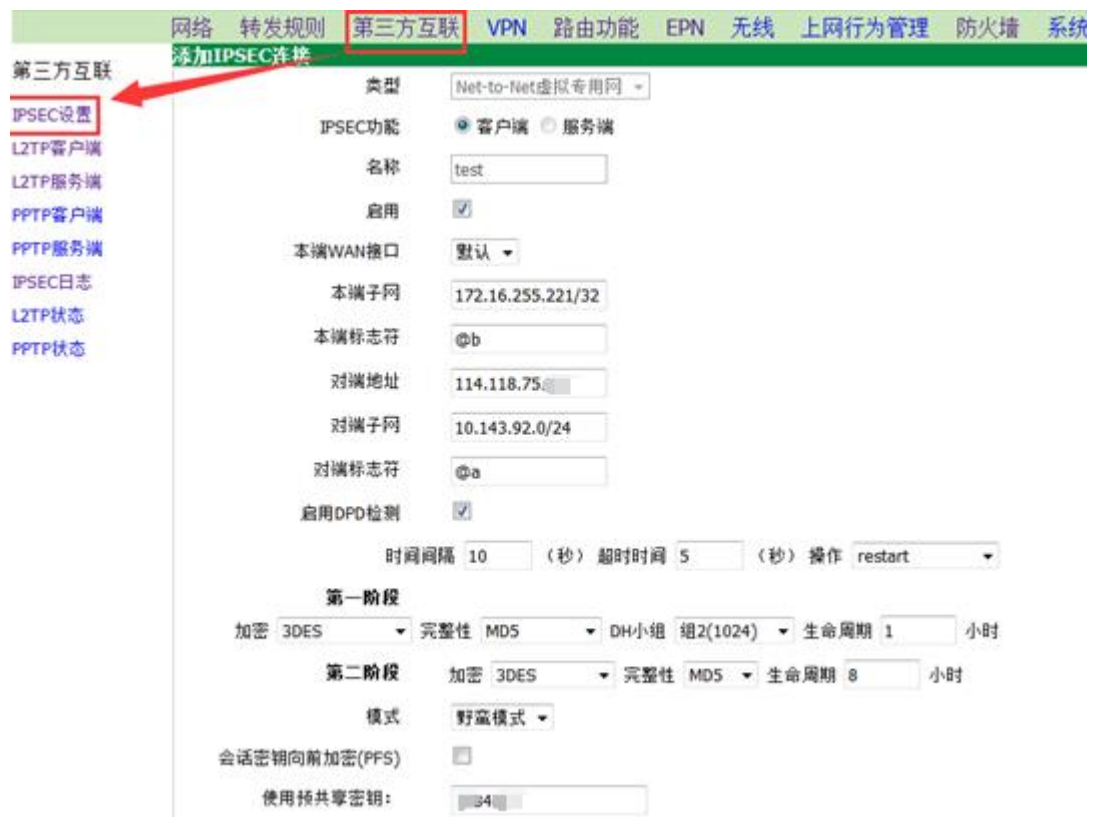 网络 转发规则 第三方互联 VPN 路由功能 EPN 无线 上网行为管理 防火墙 系统
添加IPSEC连接
第三方互联
IPSEC设置
L2TP客户端
L2TP服务端
PPTP客户端
PPTP服务端
IPSEC日志
L2TP状态
PPTP状态
类型 Net-to-Net虚拟专用网
IPSEC功能 客户端 服务端
名称 test
启用
本端WAN接口 默认
本端子网 172.16.255.221/32
本端标志符 @b
对端地址 114.118.75.
对端子网 10.143.92.0/24
对端标志符 @a
启用DPD检测
时间间隔 10 (秒) 超时时间 5 (秒) 操作 restart
第一阶段
加密 3DES 完整性 MD5 DH小组 组2(1024) 生命周期 1 小时
第二阶段 加密 3DES 完整性 MD5 生命周期 8 小时
模式 野蛮模式
会话密钥向前加密(PFS)
使用预共享密钥: 34